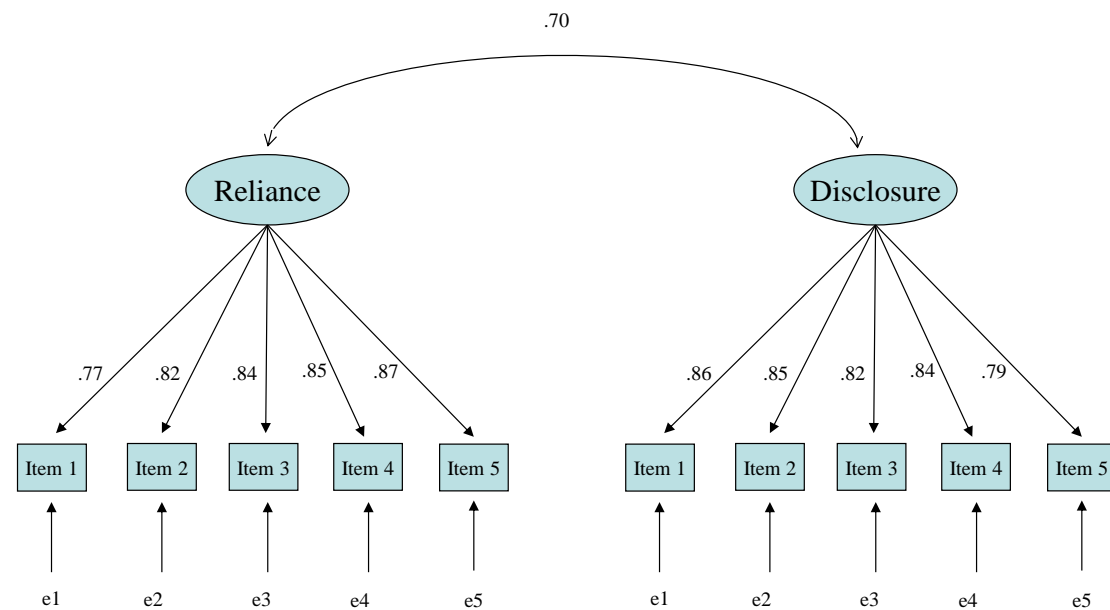 .70
Reliance
Disclosure
.77
.82
.84
.85
.87
.86
.85
.82
.84
.79
Item 1
Item 2
Item 3
Item 4
Item 5
Item 1
Item 2
Item 3
Item 4
Item 5
e1
e2
e3
e4
e5
e1
e2
e3
e4
e5